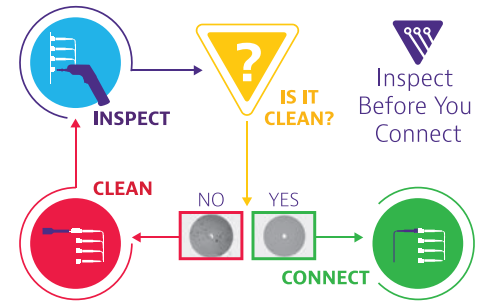 ?
INSPECT
IS IT
CLEAN?
Inspect
Before You
Connect
CLEAN
NO
YES
CONNECT